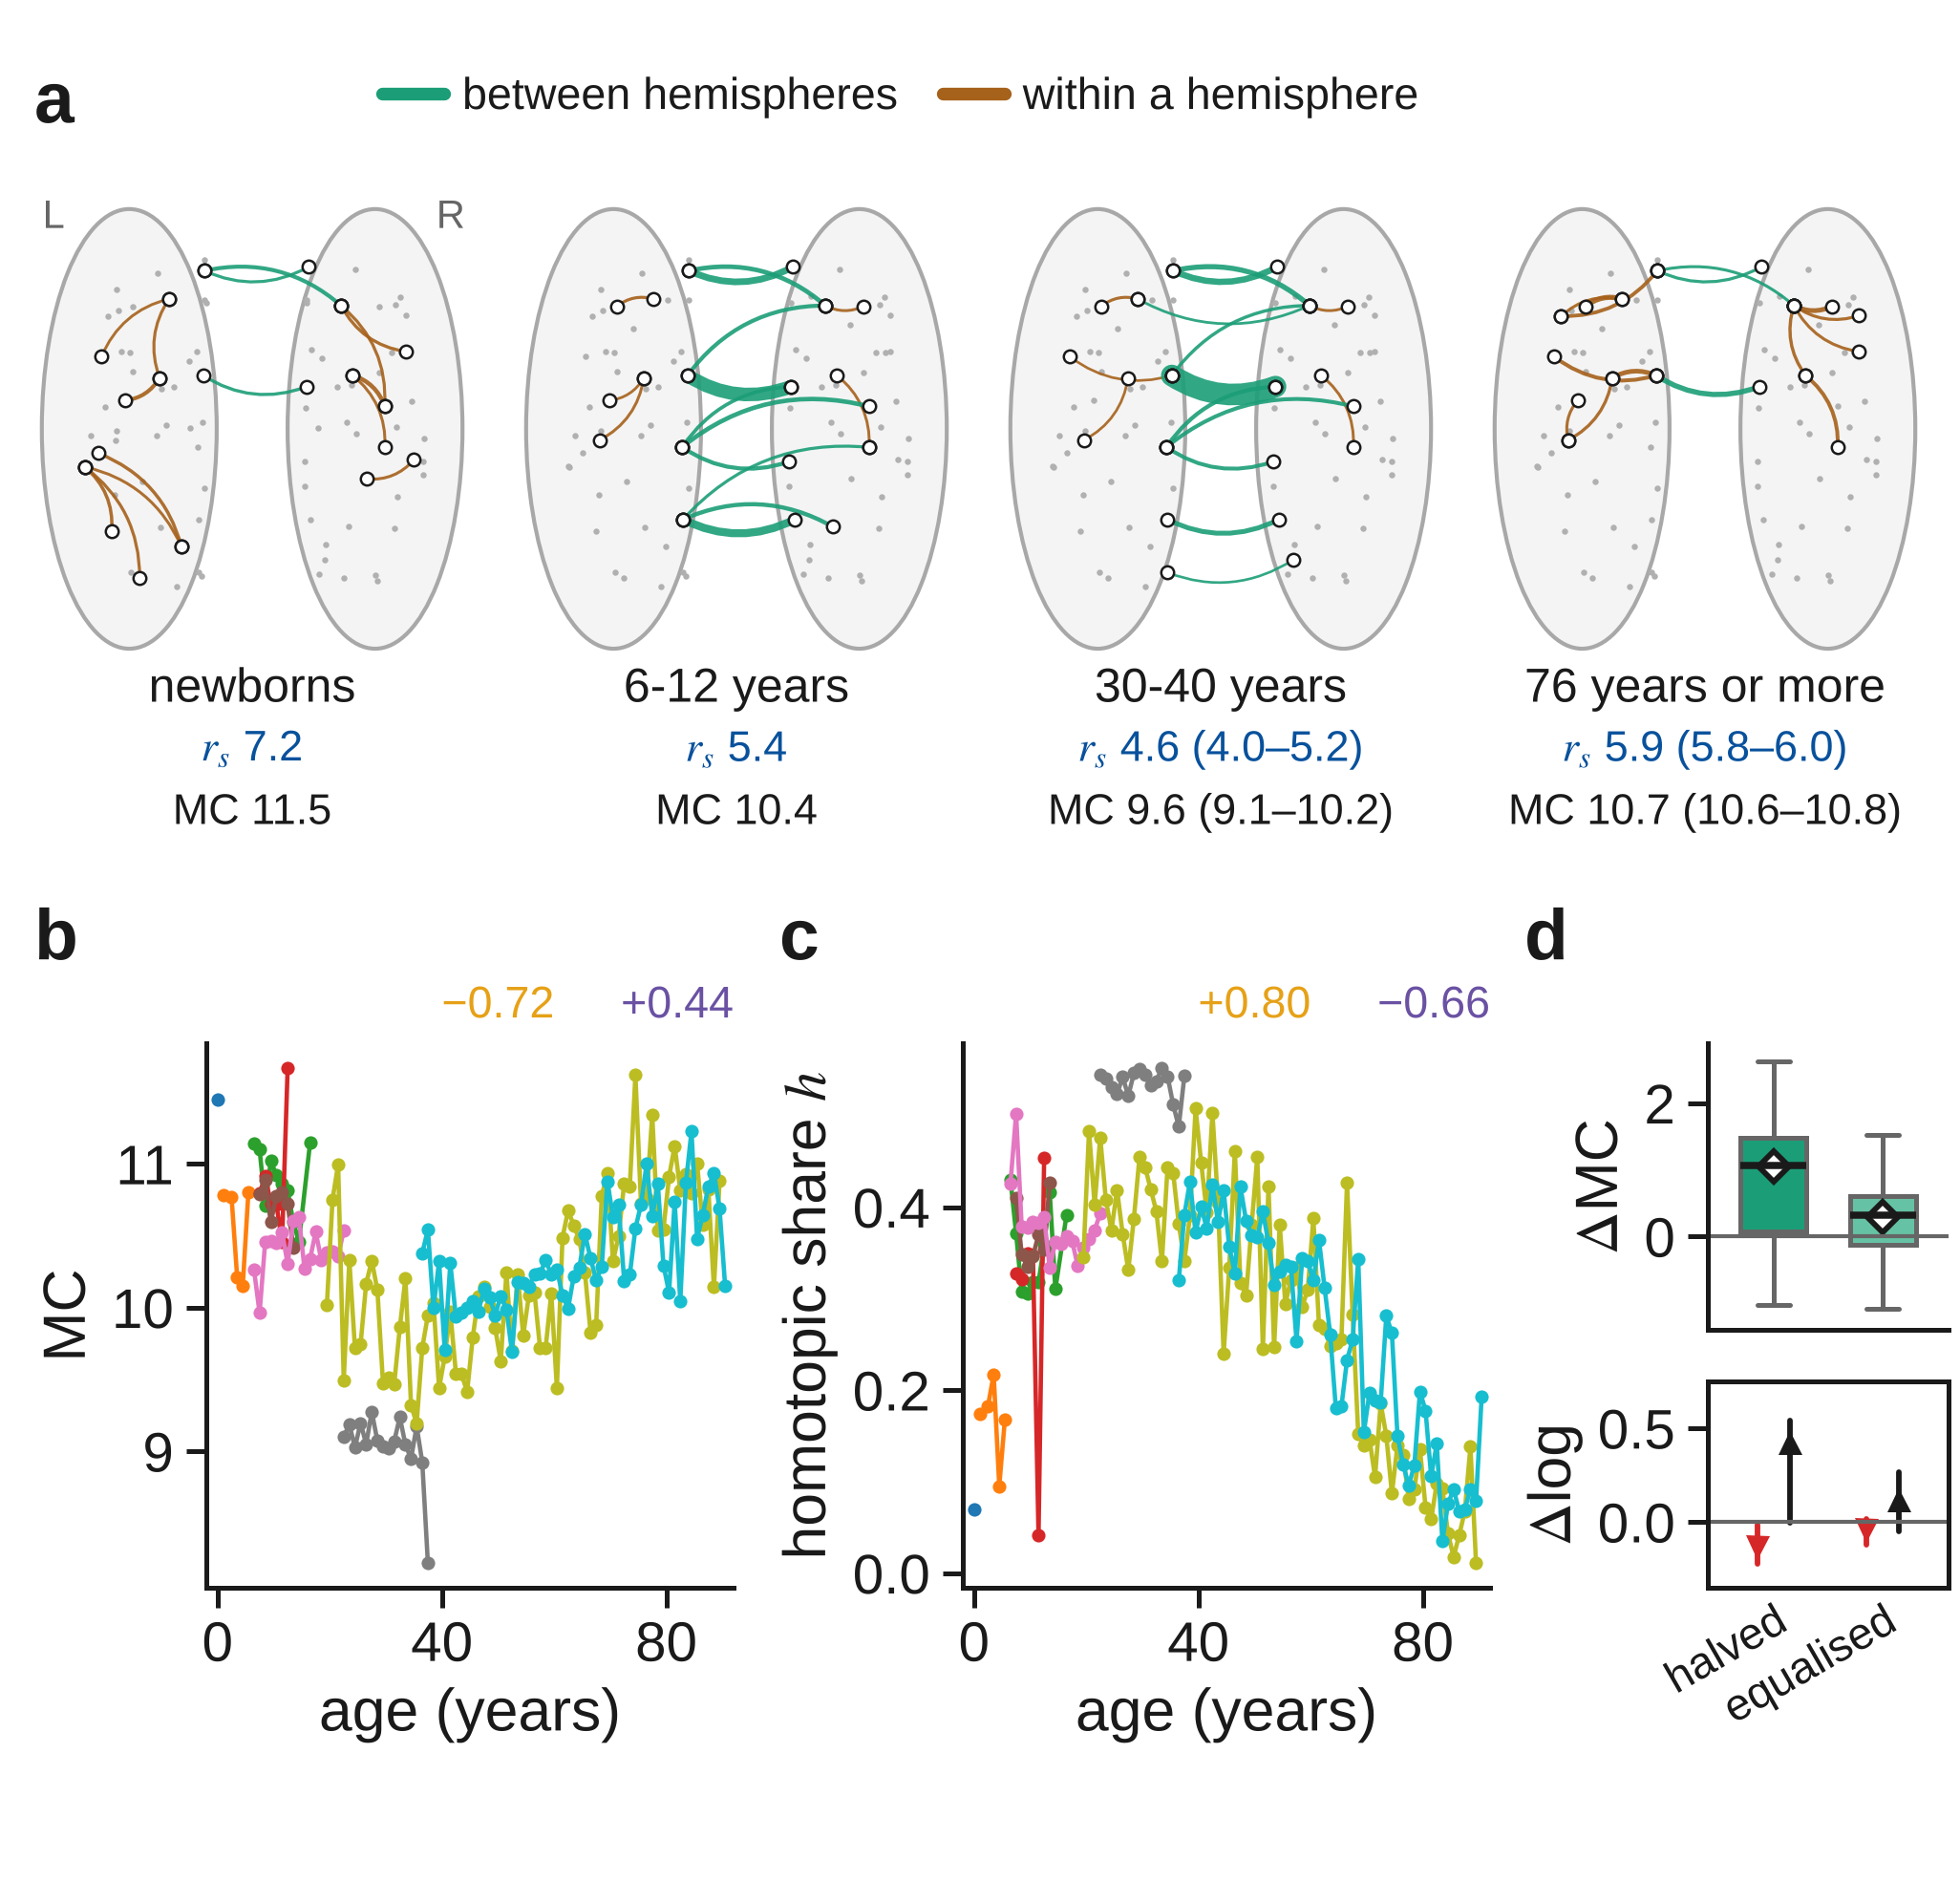 a
between hemispheres
within a hemisphere
L
R
newborns
6-12 years
30-40 years
76 years or more
rs 7.2
rs 5.4
rs 4.6 (4.0–5.2)
rs 5.9 (5.8–6.0)
MC 11.5
MC 10.4
MC 9.6 (9.1–10.2)
MC 10.7 (10.6–10.8)
b
−0.72
+0.44
MC
11
10
9
0
40
80
age (years)
c
+0.80
−0.66
homotopic share h
0.4
0.2
0.0
0
40
80
age (years)
d
ΔMC
2
0
Δlog
0.5
0.0
halved
equalised